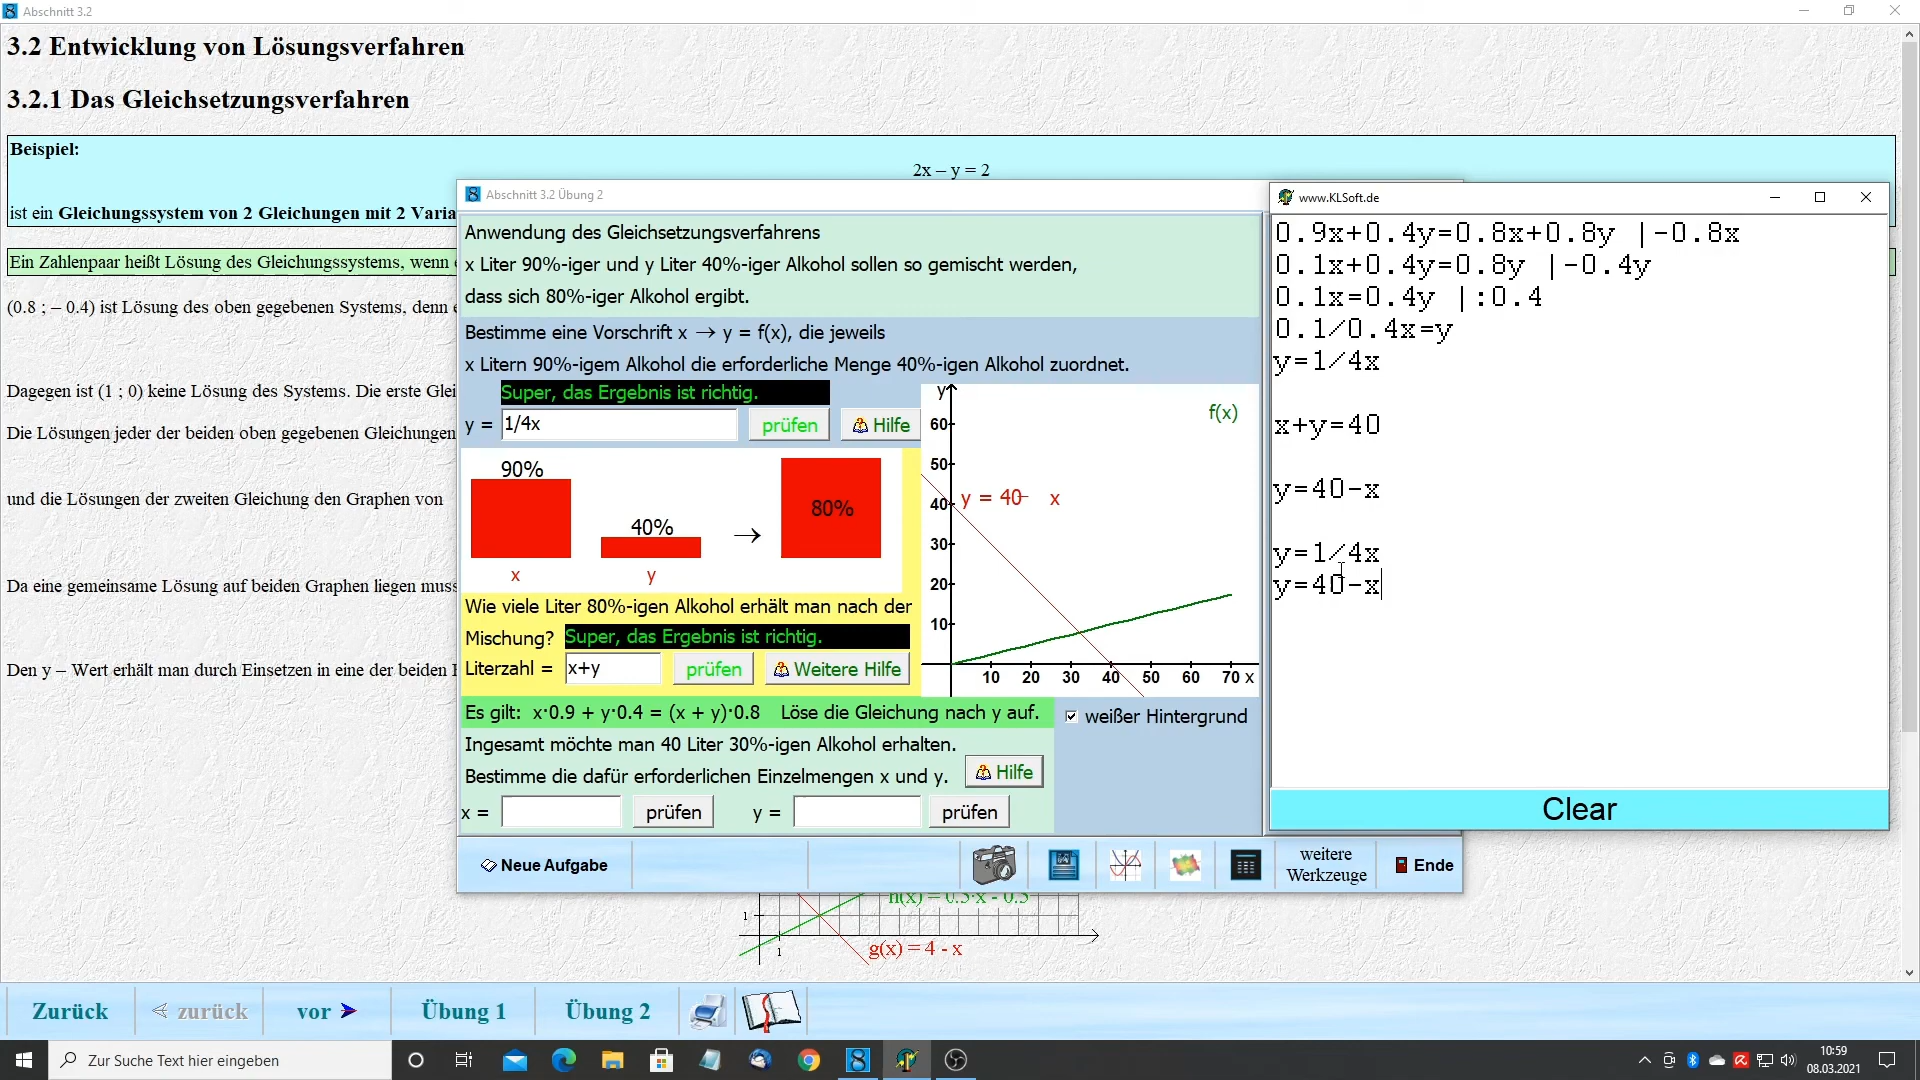 Abschnitt 3.2
3.2 Entwicklung von Lösungsverfahren
3.2.1 Das Gleichsetzungsverfahren
Beispiel:
2x – y = 2
ist ein Gleichungssystem von 2 Gleichungen mit 2 Varia
Ein Zahlenpaar heißt Lösung des Gleichungssystems, wenn
(0.8 ; – 0.4) ist Lösung des oben gegebenen Systems, denn
Dagegen ist (1 ; 0) keine Lösung des Systems. Die erste Glei
Die Lösungen jeder der beiden oben gegebenen Gleichungen
und die Lösungen der zweiten Gleichung den Graphen von
Da eine gemeinsame Lösung auf beiden Graphen liegen muss
Den y – Wert erhält man durch Einsetzen in eine der beiden
Abschnitt 3.2 Übung 2
Anwendung des Gleichsetzungsverfahrens
x Liter 90%-iger und y Liter 40%-iger Alkohol sollen so gemischt werden,
dass sich 80%-iger Alkohol ergibt.
Bestimme eine Vorschrift x → y = f(x), die jeweils
x Litern 90%-igem Alkohol die erforderliche Menge 40%-igen Alkohol zuordnet.
Super, das Ergebnis ist richtig.
y = 1/4x prüfen Hilfe
90%
40%
→
80%
x
y
Wie viele Liter 80%-igen Alkohol erhält man nach der
Mischung? Super, das Ergebnis ist richtig.
Literzahl = x+y prüfen Weitere Hilfe
y
f(x)
60
50
40
y = 40- x
30
20
10
10 20 30 40 50 60 70 x
Es gilt: x·0.9 + y·0.4 = (x + y)·0.8 Löse die Gleichung nach y auf.
weißer Hintergrund
Ingesamt möchte man 40 Liter 30%-igen Alkohol erhalten.
Bestimme die dafür erforderlichen Einzelmengen x und y. Hilfe
x = prüfen y = prüfen
Neue Aufgabe
weitere
Werkzeuge
Ende
www.KLSoft.de
0.9x+0.4y=0.8x+0.8y |-0.8x
0.1x+0.4y=0.8y |-0.4y
0.1x=0.4y |:0.4
0.1/0.4x=y
y=1/4x
x+y=40
y=40-x
y=1/4x
y=40-x
Clear
h(x) = 0.5·x - 0.5
1
1
g(x) = 4 - x
Zurück zurück vor Übung 1 Übung 2
Zur Suche Text hier eingeben
10:59
08.03.2021